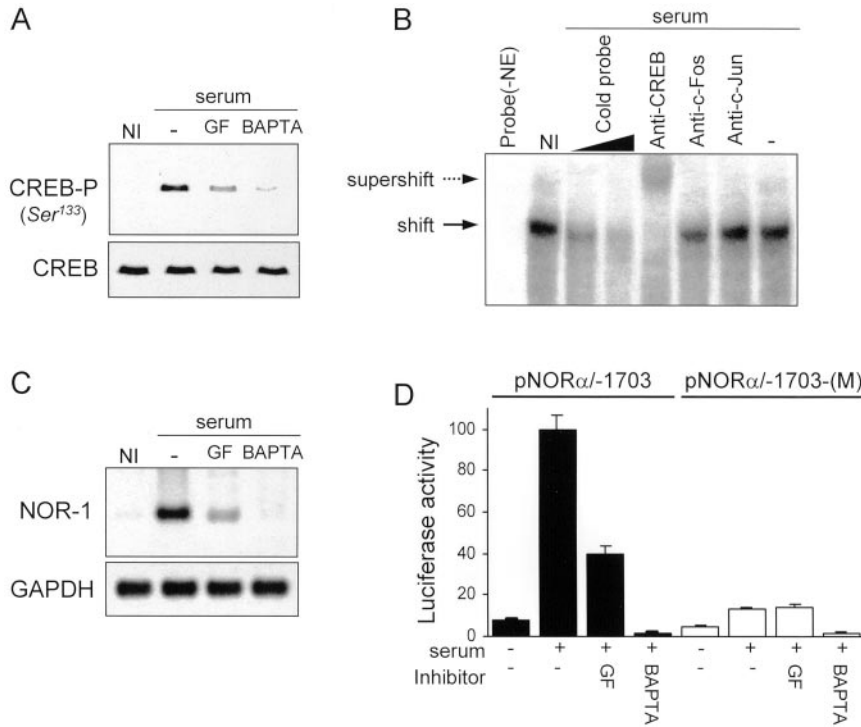 A
serum
NI - GF BAPTA
CREB-P
(Ser¹³³)
CREB
B
serum
Probe(-NE)
NI
Cold probe
Anti-CREB
Anti-c-Fos
Anti-c-Jun
-
supershift
shift
C
serum
NI - GF BAPTA
NOR-1
GAPDH
D
pNORα/-1703 pNORα/-1703-(M)
Luciferase activity
100
80
60
40
20
0
serum - + + + - + + +
Inhibitor - - GF BAPTA - - GF BAPTA